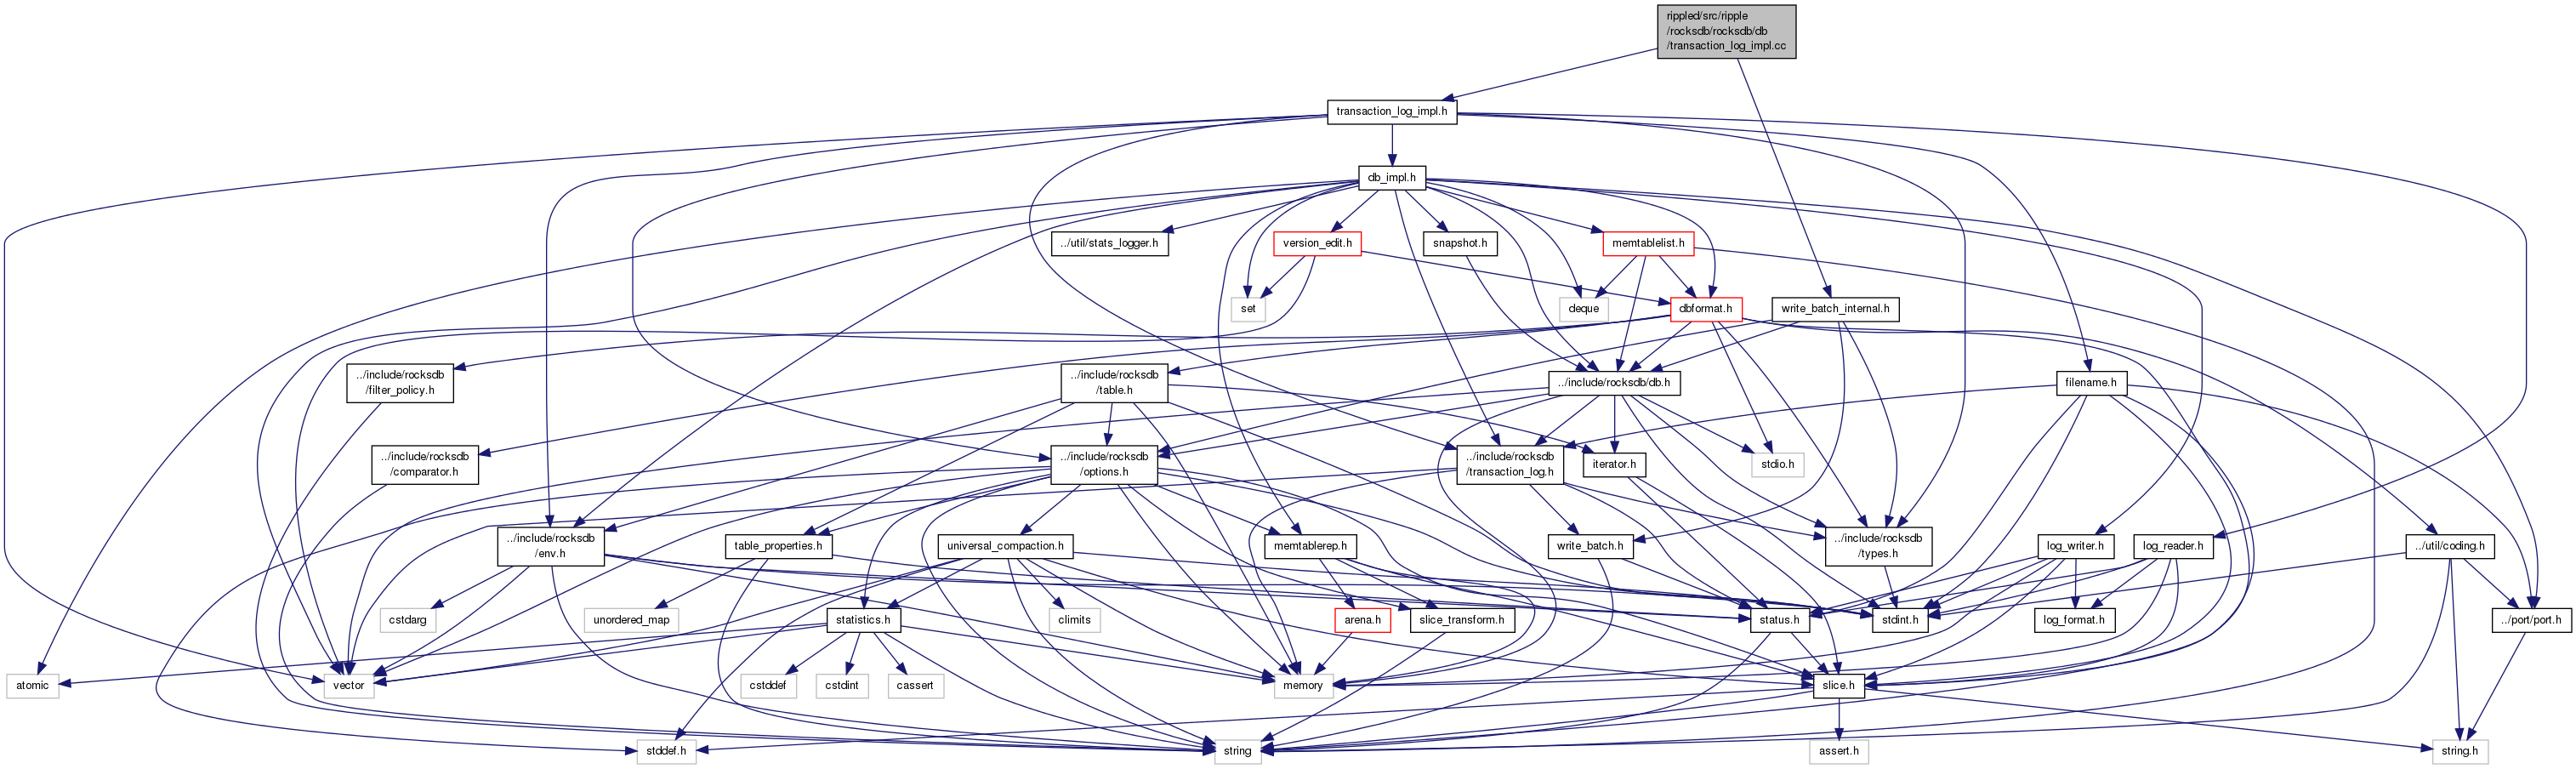 rippled/src/ripple
/rocksdb/rocksdb/db
/transaction_log_impl.cc
transaction_log_impl.h
db_impl.h
../util/stats_logger.h
version_edit.h
snapshot.h
memtablelist.h
set
deque
dbformat.h
write_batch_internal.h
../include/rocksdb
/filter_policy.h
../include/rocksdb
/table.h
../include/rocksdb/db.h
filename.h
../include/rocksdb
/comparator.h
../include/rocksdb
/options.h
../include/rocksdb
/transaction_log.h
iterator.h
stdio.h
../include/rocksdb
/env.h
table_properties.h
universal_compaction.h
memtablerep.h
write_batch.h
../include/rocksdb
/types.h
log_writer.h
log_reader.h
../util/coding.h
cstdarg
unordered_map
statistics.h
climits
arena.h
slice_transform.h
status.h
stdint.h
log_format.h
../port/port.h
atomic
vector
cstddef
cstdint
cassert
memory
slice.h
stddef.h
string
assert.h
string.h